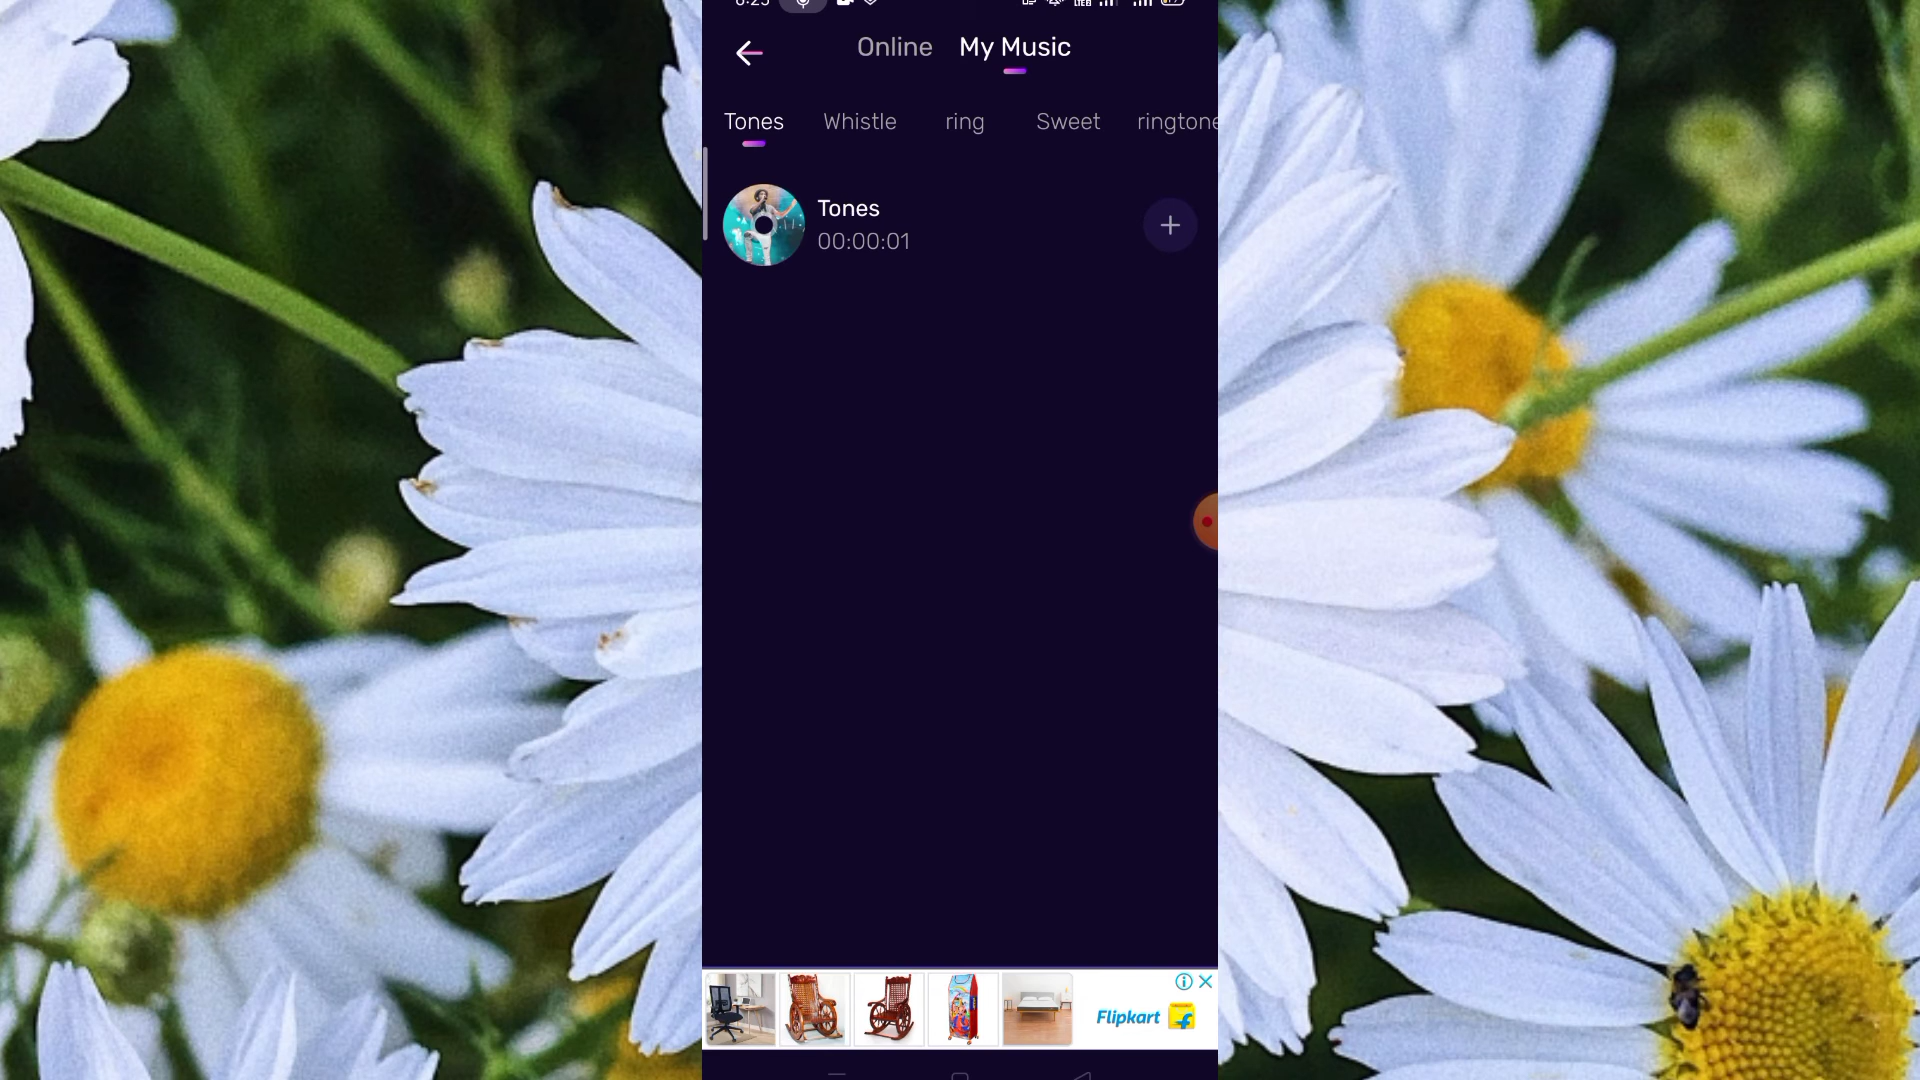 Online My Music
Tones Whistle ring Sweet ringtone
Tones
00:00:01
Flipkart